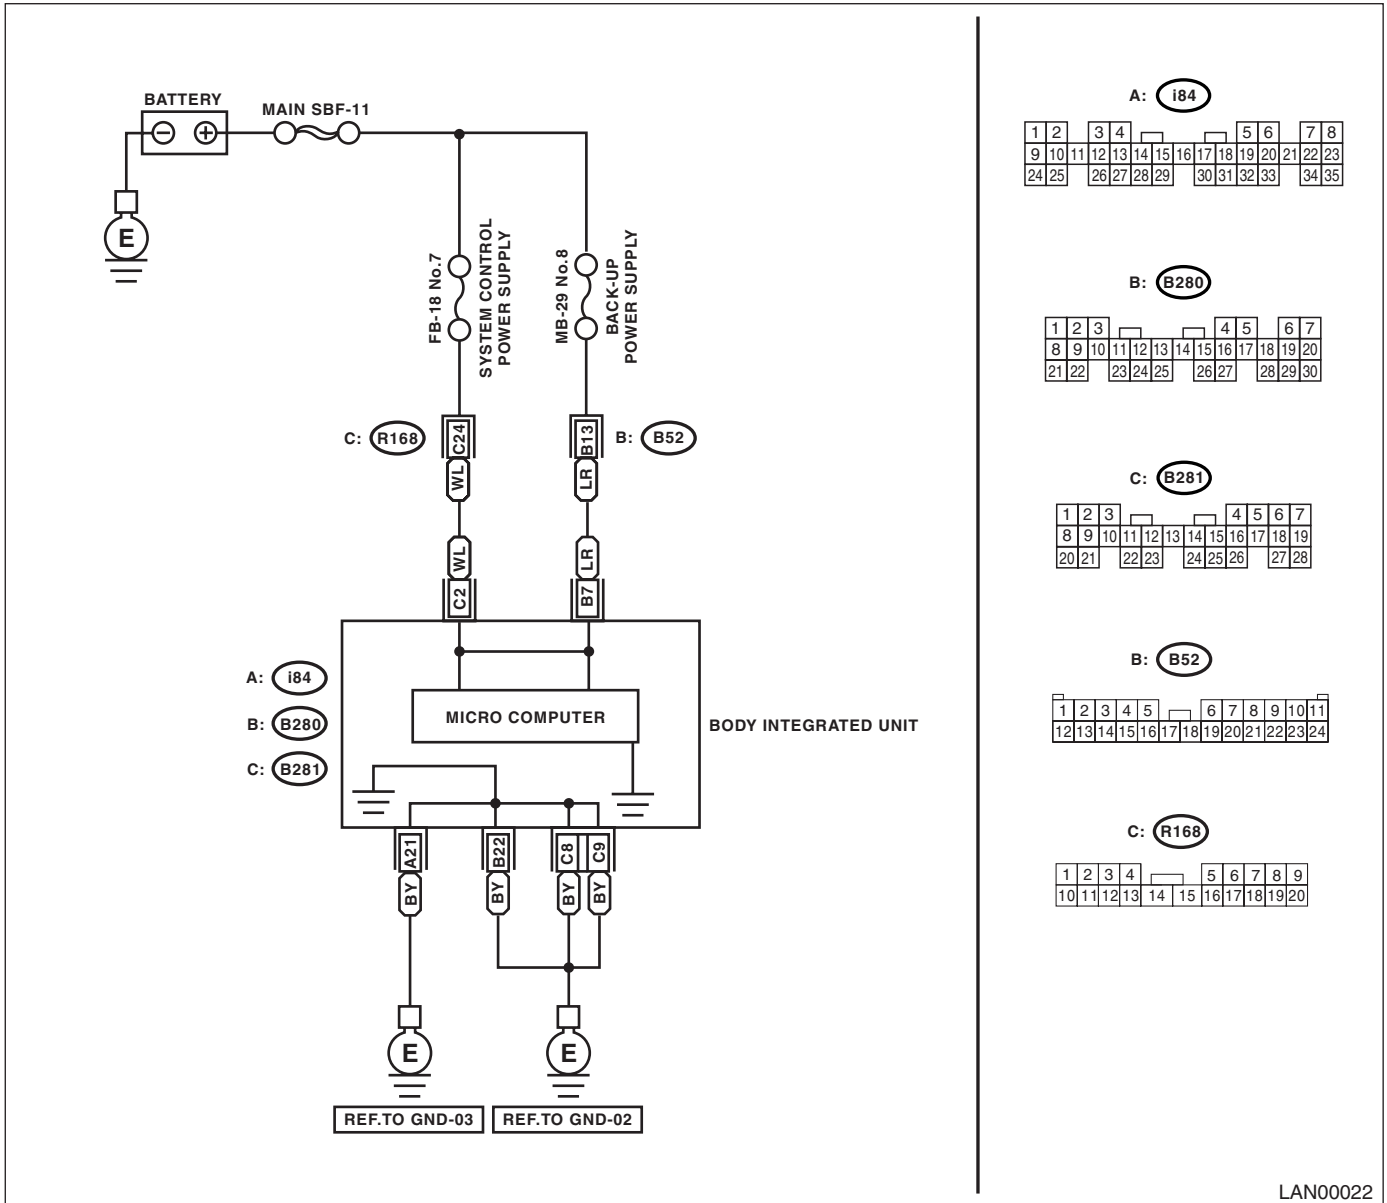 BATTERY
MAIN SBF-11
E
FB-18 No.7
SYSTEM CONTROL
POWER SUPPLY
MB-29 No.8
BACK-UP
POWER SUPPLY
C: R168
C24
B13
B: B52
WL
LR
WL
LR
C2
B7
A: i84
B: B280
C: B281
MICRO COMPUTER
BODY INTEGRATED UNIT
A21
B22
C8
C9
BY
BY
BY
BY
E
E
REF.TO GND-03
REF.TO GND-02
A: i84
1 2 3 4 5 6 7 8
9 10 11 12 13 14 15 16 17 18 19 20 21 22 23
24 25 26 27 28 29 30 31 32 33 34 35
B: B280
1 2 3 4 5 6 7
8 9 10 11 12 13 14 15 16 17 18 19 20
21 22 23 24 25 26 27 28 29 30
C: B281
1 2 3 4 5 6 7
8 9 10 11 12 13 14 15 16 17 18 19
20 21 22 23 24 25 26 27 28
B: B52
1 2 3 4 5 6 7 8 9 10 11
12 13 14 15 16 17 18 19 20 21 22 23 24
C: R168
1 2 3 4 5 6 7 8 9
10 11 12 13 14 15 16 17 18 19 20
LAN00022